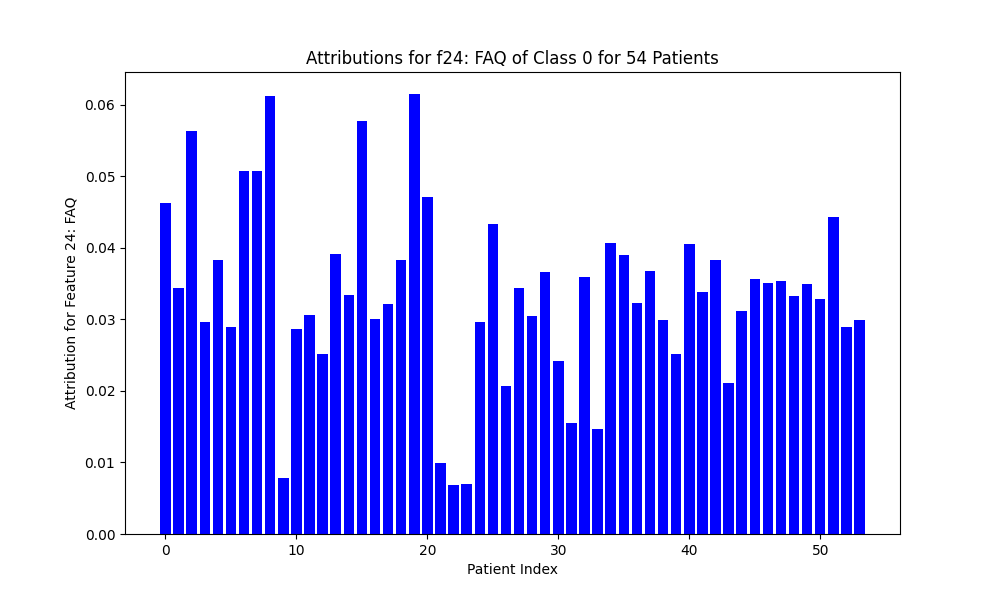 Attributions for f24: FAQ of Class 0 for 54 Patients
Attribution for Feature 24: FAQ
0.06
0.05
0.04
0.03
0.02
0.01
0.00
0 10 20 30 40 50
Patient Index